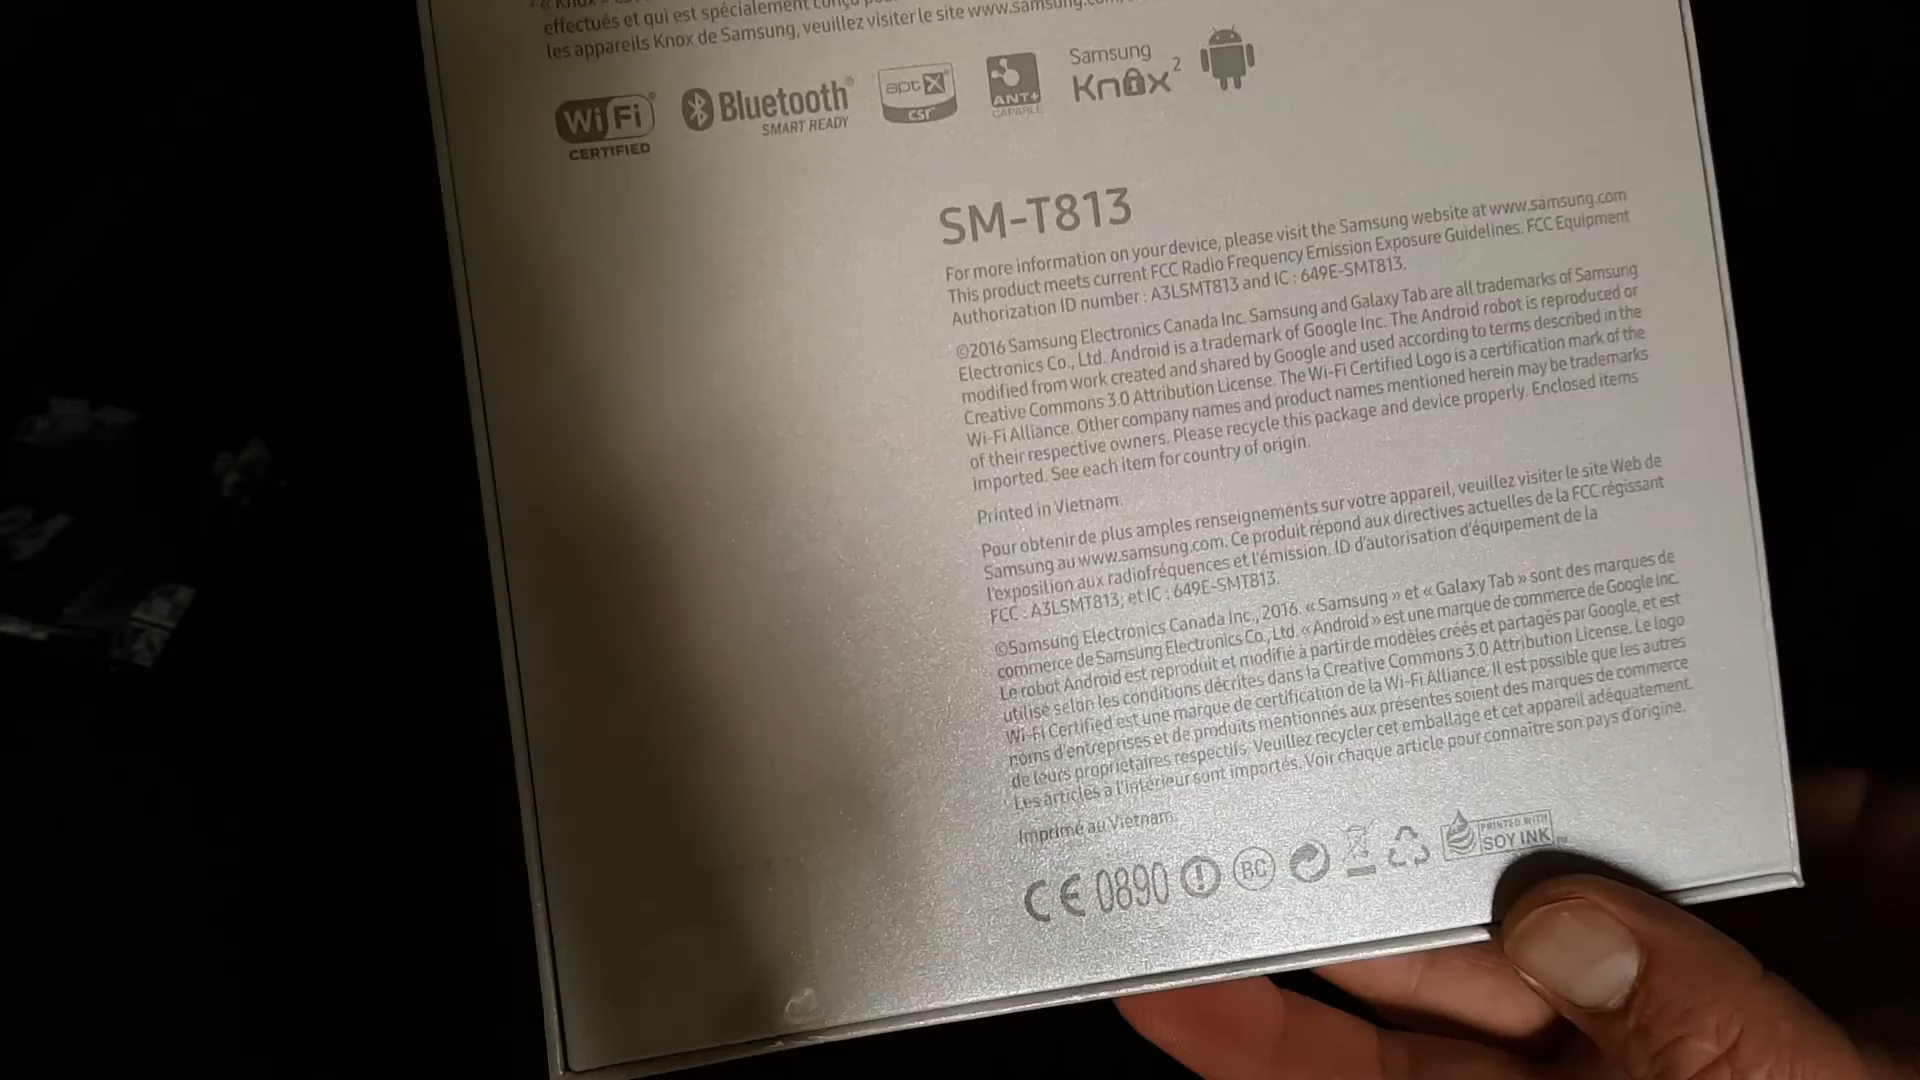 effectués et qui est spécialement conçu
les appareils Knox de Samsung, veuillez visiter le site www.samsung.com
Wi Fi
CERTIFIED
Bluetooth®
SMART READY
aptX
CSR
ANT+
CAPABLE
Samsung
Knox²
SM-T813
For more information on your device, please visit the Samsung website at www.samsung.com
This product meets current FCC Radio Frequency Emission Exposure Guidelines. FCC Equipment
Authorization ID number : A3LSMT813 and IC : 649E-SMT813.
©2016 Samsung Electronics Canada Inc. Samsung and Galaxy Tab are all trademarks of Samsung
Electronics Co., Ltd. Android is a trademark of Google Inc. The Android robot is reproduced or
modified from work created and shared by Google and used according to terms described in the
Creative Commons 3.0 Attribution License. The Wi-Fi Certified Logo is a certification mark of the
Wi-Fi Alliance. Other company names and product names mentioned herein may be trademarks
of their respective owners. Please recycle this package and device properly. Enclosed items
imported. See each item for country of origin.
Printed in Vietnam.
Pour obtenir de plus amples renseignements sur votre appareil, veuillez visiter le site Web de
Samsung au www.samsung.com. Ce produit répond aux directives actuelles de la FCC régissant
l'exposition aux radiofréquences et l'émission. ID d'autorisation d'équipement de la
FCC : A3LSMT813; et IC : 649E-SMT813.
©Samsung Electronics Canada Inc., 2016. « Samsung » et « Galaxy Tab » sont des marques de
commerce de Samsung Electronics Co., Ltd. « Android » est une marque de commerce de Google Inc.
Le robot Android est reproduit et modifié à partir de modèles créés et partagés par Google, et est
utilisé selon les conditions décrites dans la Creative Commons 3.0 Attribution License. Le logo
Wi-Fi Certified est une marque de certification de la Wi-Fi Alliance. Il est possible que les autres
noms d'entreprises et de produits mentionnés aux présentes soient des marques de commerce
de leurs propriétaires respectifs. Veuillez recycler cet emballage et cet appareil adéquatement.
Les articles à l'intérieur sont importés. Voir chaque article pour connaître son pays d'origine.
Imprimé au Vietnam.
CE 0890
BC
PRINTED WITH
SOY INK™